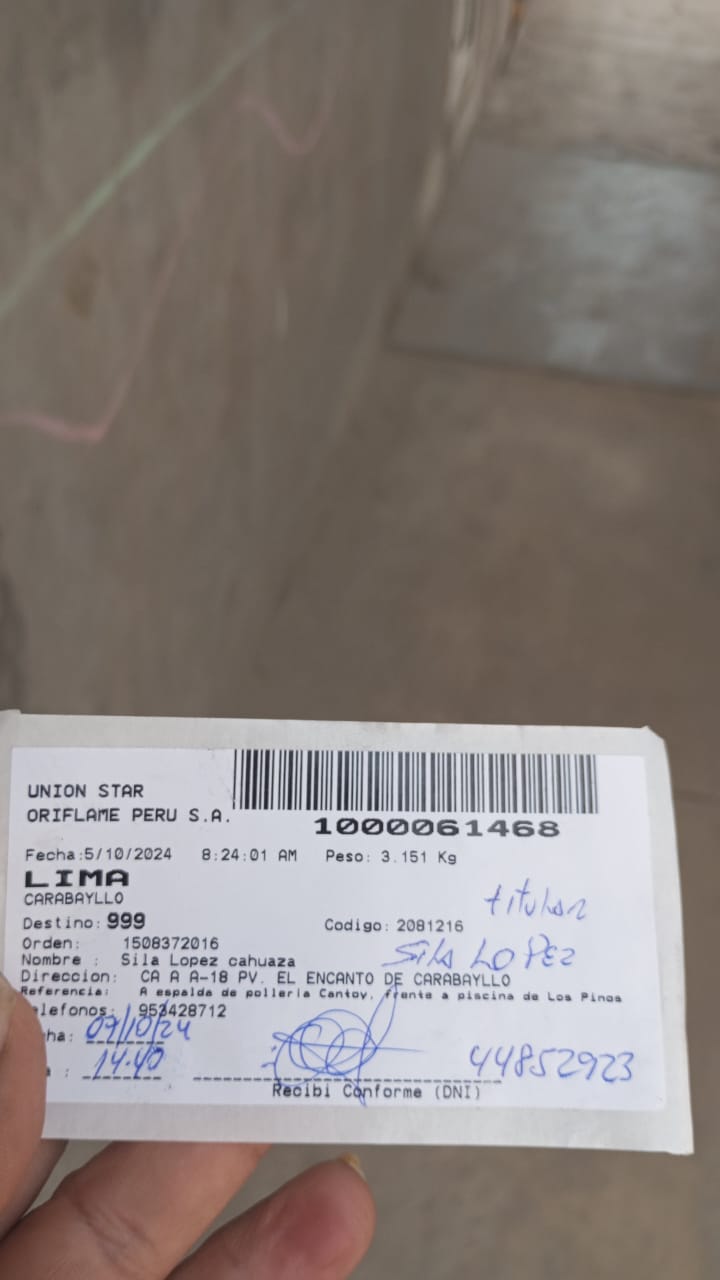 UNION STAR
ORIFLAME PERU S.A.
1000061468
Fecha:5/10/2024 8:24:01 AM Peso: 3.151 Kg
LIMA
CARABAYLLO
titular
Destino: 999 Codigo: 2081216
Orden: 1508372016
Nombre : Sila Lopez cahuaza
Sila LOPEZ
Direccion: CA A A-18 PV. EL ENCANTO DE CARABAYLLO
Referencia: A espalda de polleria Cantoy, frente a piscina de Los Pinos
elefonos: 953428712
ha: 07/10/24
: 14:40 44852923
Recibi Conforme (DNI)